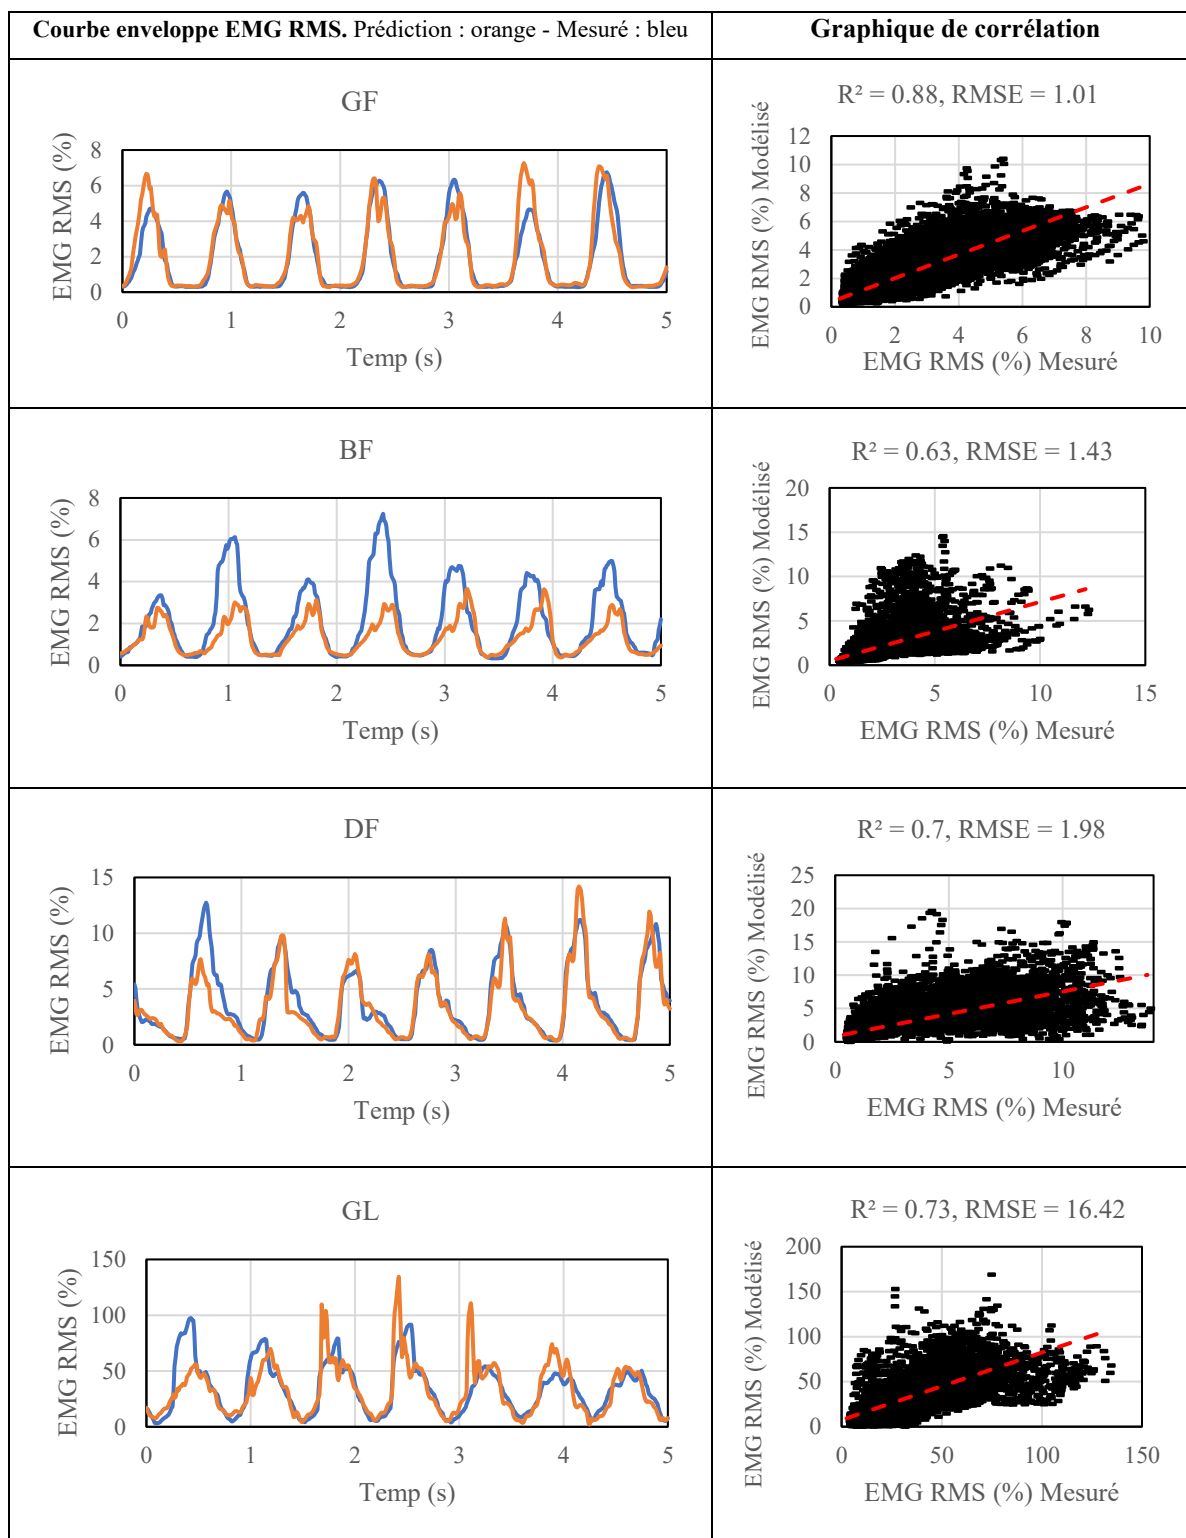 Courbe enveloppe EMG RMS. Prédiction : orange - Mesuré : bleu
Graphique de corrélation
GF
EMG RMS (%)
8
6
4
2
0
0 1 2 3 4 5
Temp (s)
R² = 0.88, RMSE = 1.01
EMG RMS (%) Modélisé
12
10
8
6
4
2
0
0 2 4 6 8 10
EMG RMS (%) Mesuré
BF
EMG RMS (%)
8
6
4
2
0
0 1 2 3 4 5
Temp (s)
R² = 0.63, RMSE = 1.43
EMG RMS (%) Modélisé
20
15
10
5
0
0 5 10 15
EMG RMS (%) Mesuré
DF
EMG RMS (%)
15
10
5
0
0 1 2 3 4 5
Temp (s)
R² = 0.7, RMSE = 1.98
EMG RMS (%) Modélisé
25
20
15
10
5
0
0 5 10
EMG RMS (%) Mesuré
GL
EMG RMS (%)
150
100
50
0
0 1 2 3 4 5
Temp (s)
R² = 0.73, RMSE = 16.42
EMG RMS (%) Modélisé
200
150
100
50
0
0 50 100 150
EMG RMS (%) Mesuré